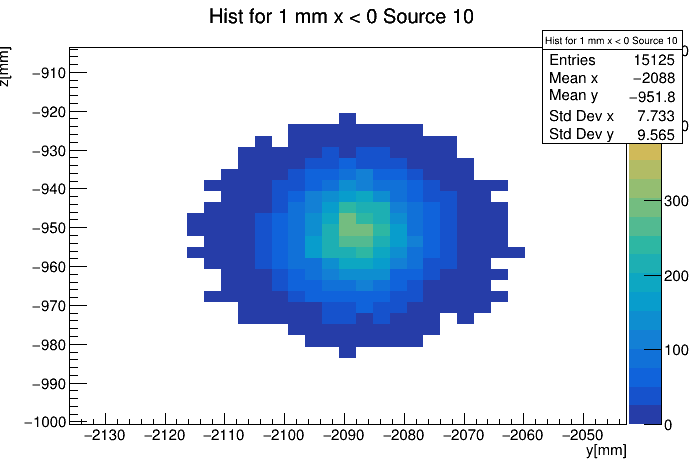 Hist for 1 mm x < 0 Source 10
Hist for 1 mm x < 0 Source 10
Entries 15125
Mean x −2088
Mean y −951.8
Std Dev x 7.733
Std Dev y 9.565
z[mm]
−910
−920
−930
−940
−950
−960
−970
−980
−990
−1000
−2130 −2120 −2110 −2100 −2090 −2080 −2070 −2060 −2050
y[mm]
300
200
100
0